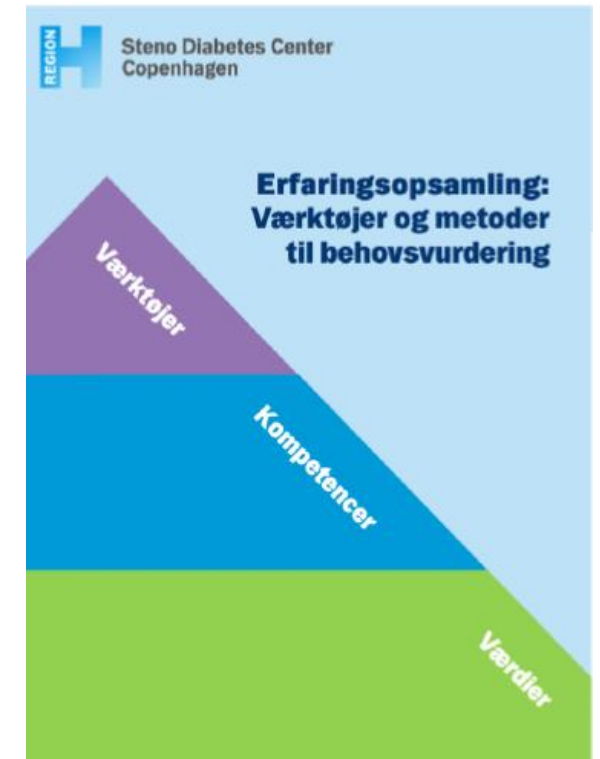 REGION
Steno Diabetes Center
Copenhagen
Erfaringsopsamling:
Værktøjer og metoder
til behovsvurdering
Værktøjer
Kompetencer
Værdier